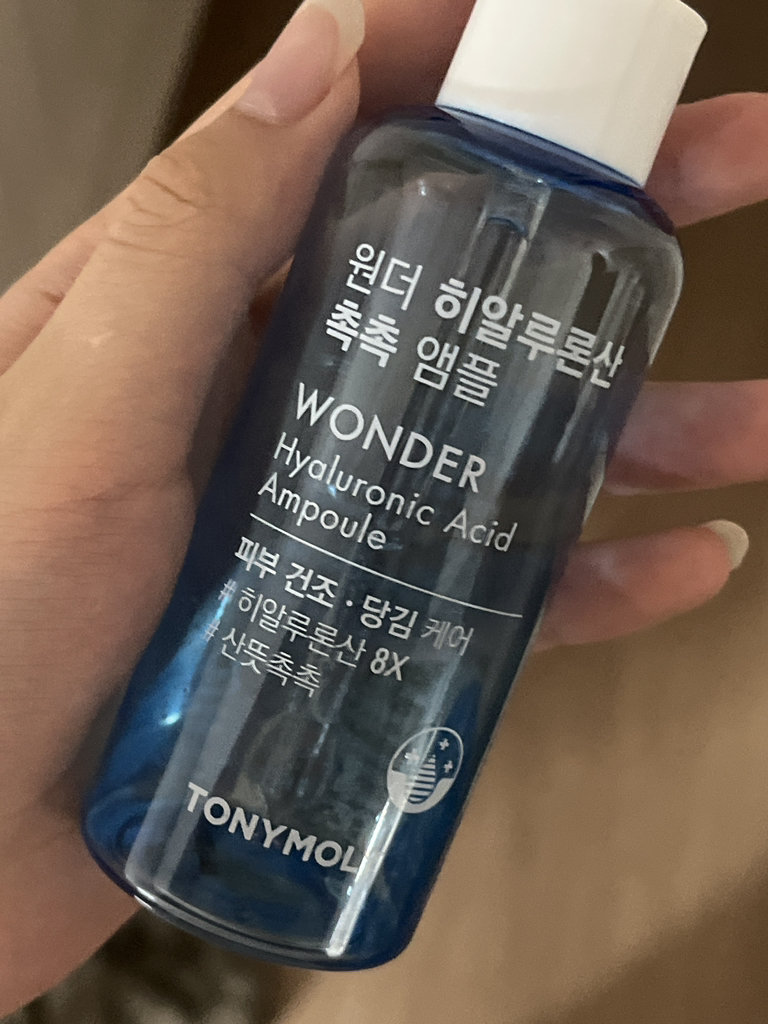 원더 히알루론산
촉촉 앰플
WONDER
Hyaluronic Acid
Ampoule
피부 건조 · 당김 케어
# 히알루론산 8X
# 산뜻촉촉
TONYMOL